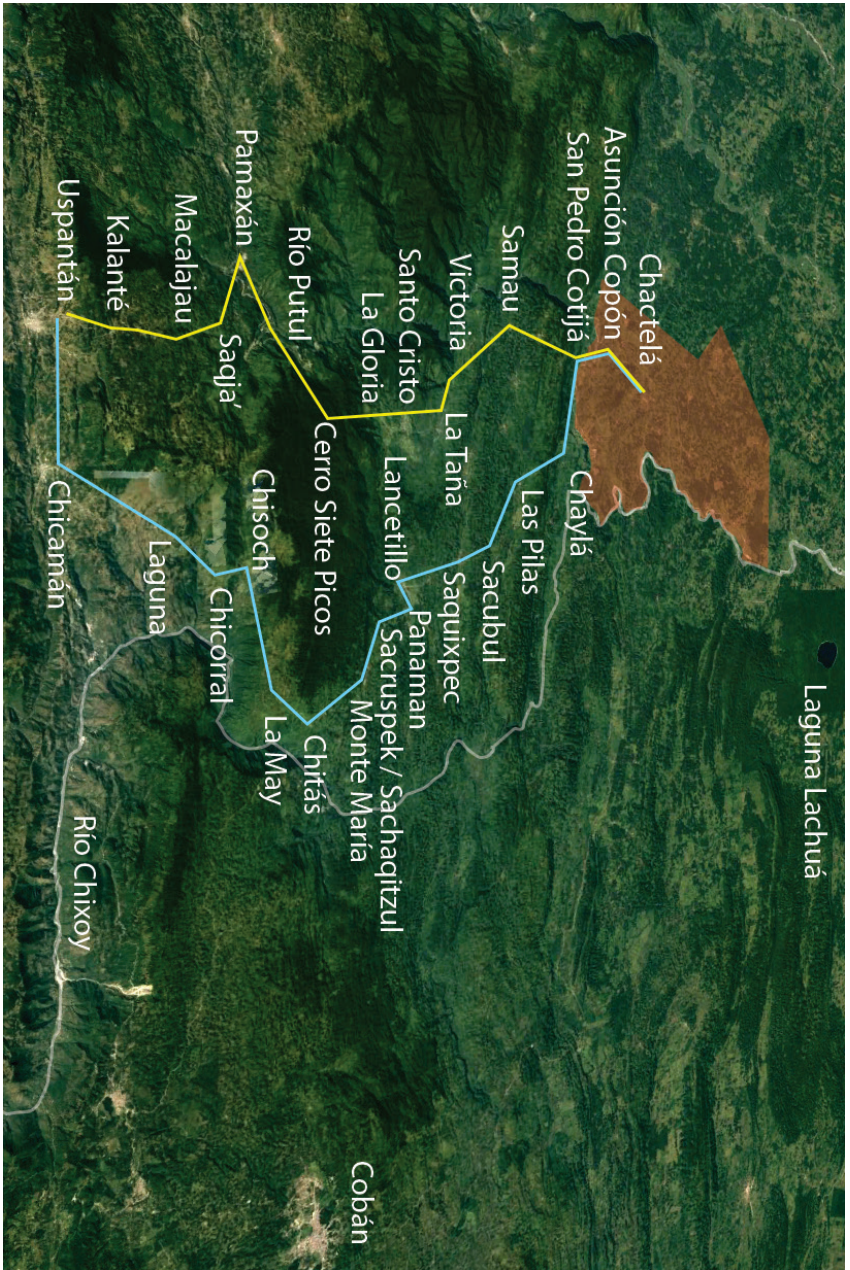 Laguna Lachuá
Chactelá
Asunción Copón
San Pedro Cotijá
Chaylá
Las Pilas
Samau
Sacubul
Victoria
La Taña
Saquixpec
Panaman
Santo Cristo
La Gloria
Lancetillo
Sacruspek / Sachaqitzul
Cobán
Monte María
Cerro Siete Picos
Chitás
Río Putul
La May
Chisoch
Pamaxán
Saqja’
Chicorral
Macalajau
Laguna
Kalanté
Río Chixoy
Uspantán
Chicamán